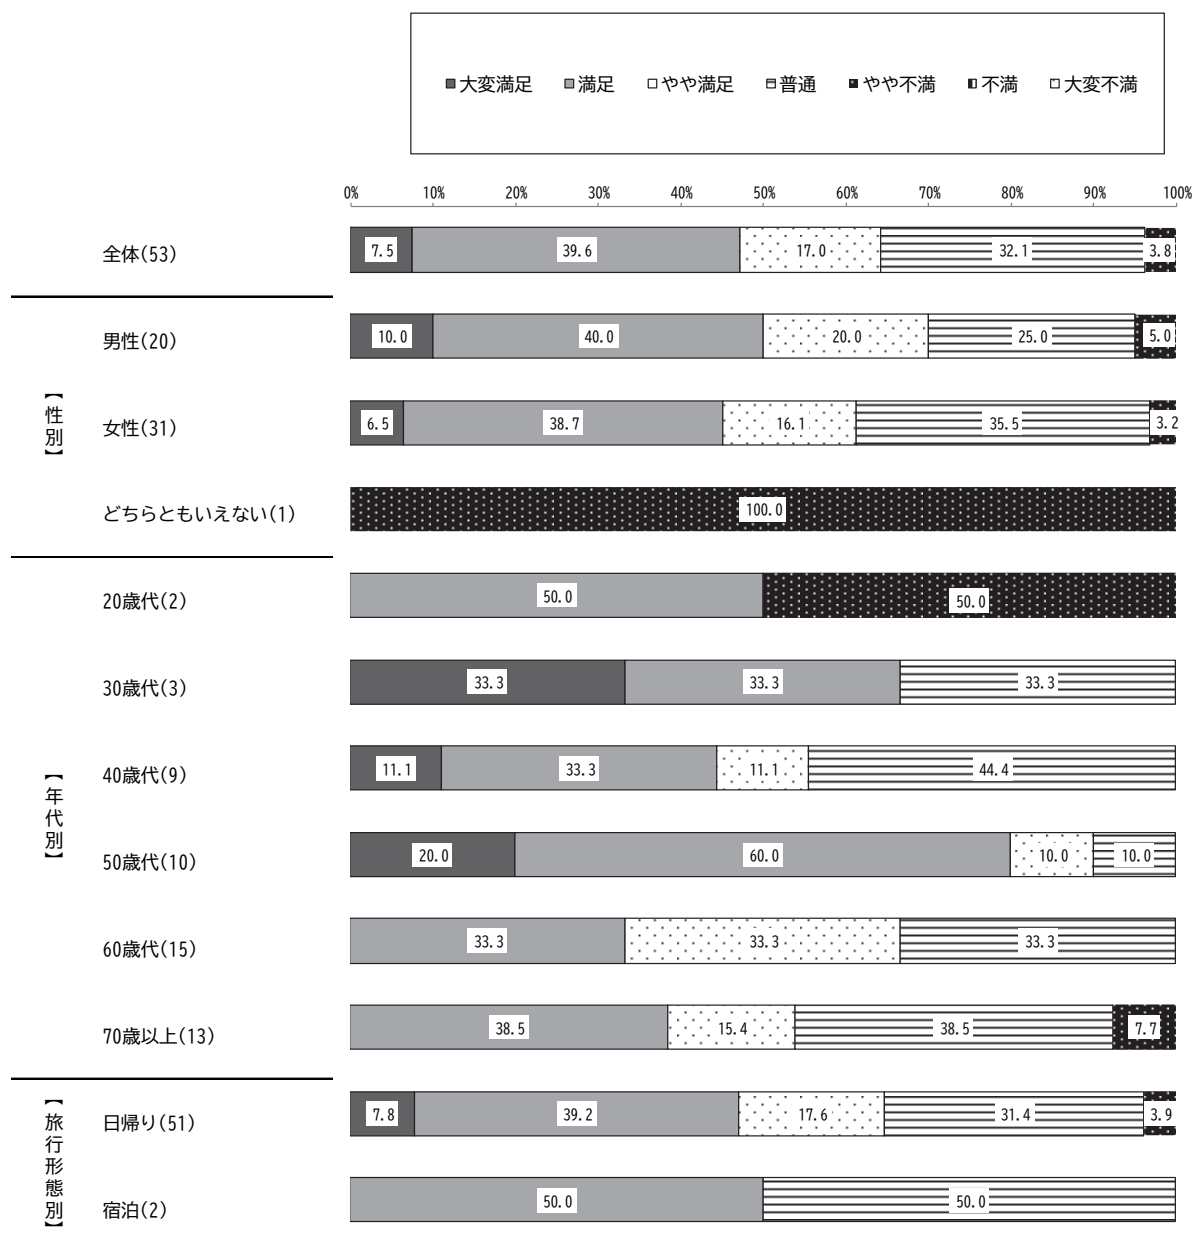 大変満足 満足 やや満足 普通 やや不満 不満 大変不満
0% 10% 20% 30% 40% 50% 60% 70% 80% 90% 100%
全体(53) 7.5 39.6 17.0 32.1 3.8
【性別】
男性(20) 10.0 40.0 20.0 25.0 5.0
女性(31) 6.5 38.7 16.1 35.5 3.2
どちらともいえない(1) 100.0
【年代別】
20歳代(2) 50.0 50.0
30歳代(3) 33.3 33.3 33.3
40歳代(9) 11.1 33.3 11.1 44.4
50歳代(10) 20.0 60.0 10.0 10.0
60歳代(15) 33.3 33.3 33.3
70歳以上(13) 38.5 15.4 38.5 7.7
【旅行形態別】
日帰り(51) 7.8 39.2 17.6 31.4 3.9
宿泊(2) 50.0 50.0